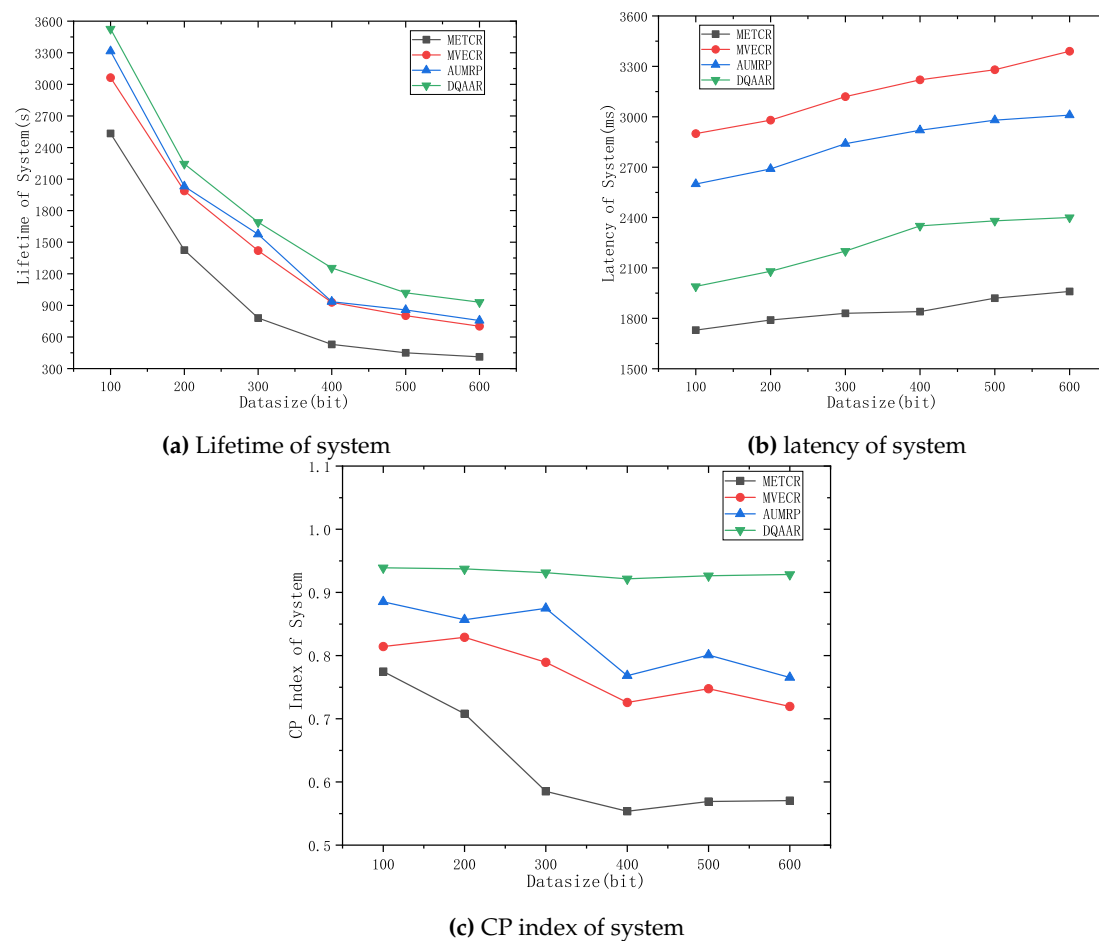 3600
3300
3000
2700
2400
2100
1800
1500
1200
900
600
300
Lifetime of System(s)
METCR
MVECR
AUMRP
DQAAR
100 200 300 400 500 600
Datasize(bit)
(a) Lifetime of system
3600
3300
3000
2700
2400
2100
1800
1500
Latency of System(ms)
METCR
MVECR
AUMRP
DQAAR
100 200 300 400 500 600
Datasize(bit)
(b) latency of system
1.1
1.0
0.9
0.8
0.7
0.6
0.5
CP Index of System
METCR
MVECR
AUMRP
DQAAR
100 200 300 400 500 600
Datasize(bit)
(c) CP index of system